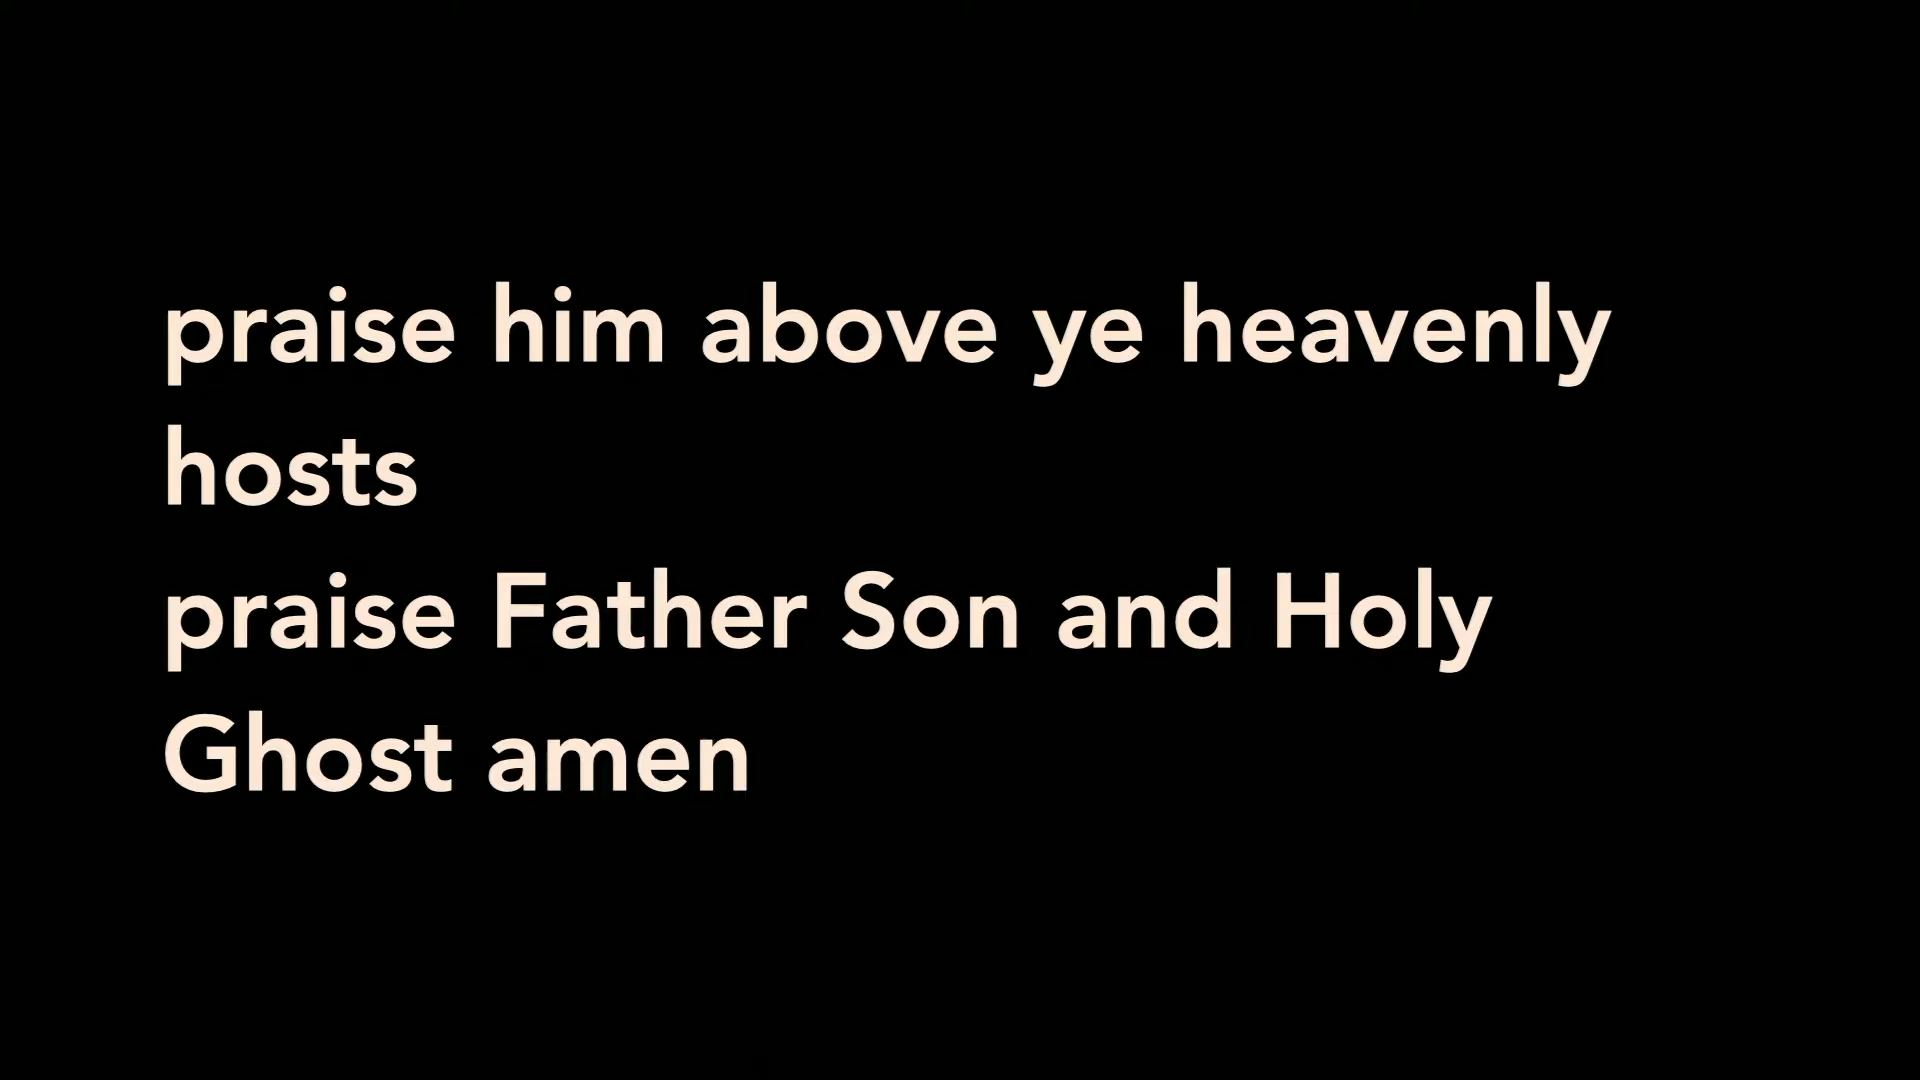 praise him above ye heavenly
hosts
praise Father Son and Holy
Ghost amen